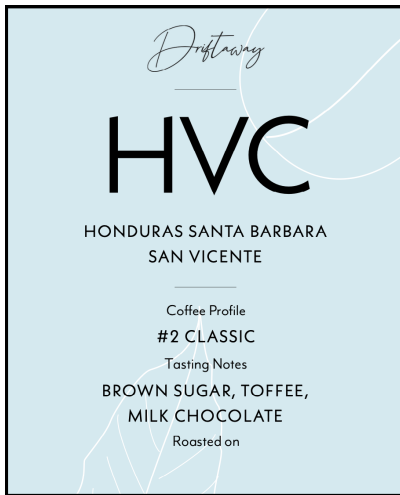 Driftaway
HVC
HONDURAS SANTA BARBARA
SAN VICENTE
Coffee Profile
#2 CLASSIC
Tasting Notes
BROWN SUGAR, TOFFEE,
MILK CHOCOLATE
Roasted on